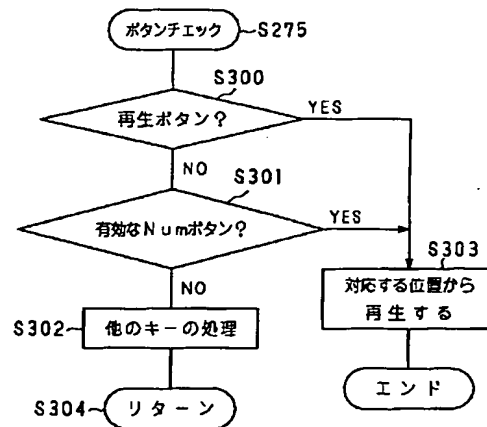 ボタンチェック S275
S300
再生ボタン? YES
NO
S301
有効なNumボタン? YES
NO
S303
対応する位置から
再生する
S302 他のキーの処理
エンド
S304 リターン